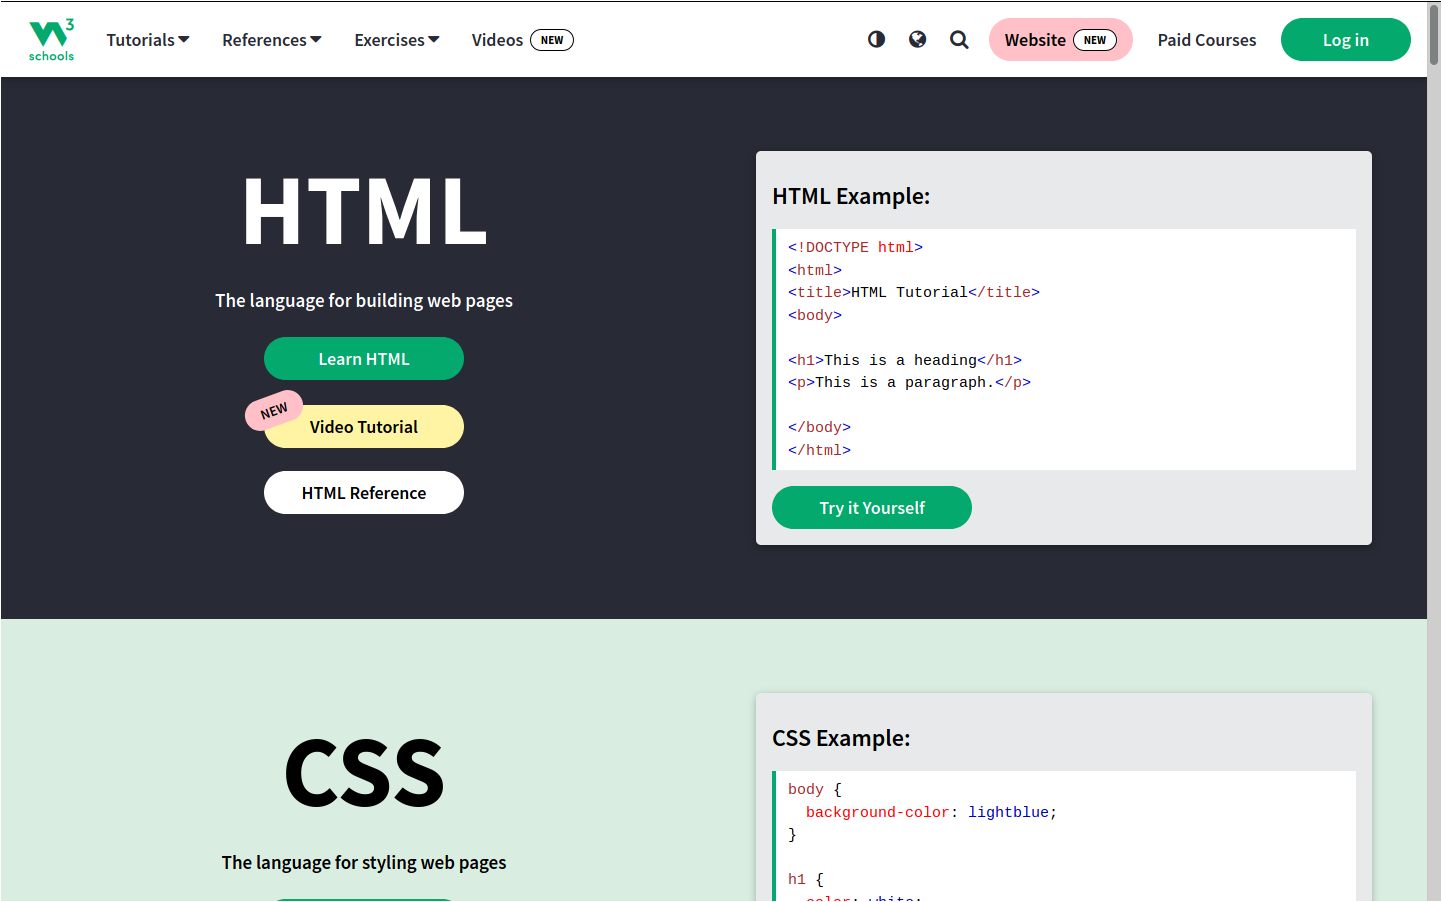 3
schools
Tutorials
References
Exercises
Videos NEW
Website NEW
Paid Courses
Log in
HTML
The language for building web pages
Learn HTML
NEW
Video Tutorial
HTML Reference
HTML Example:
<!DOCTYPE html>
<html>
<title>HTML Tutorial</title>
<body>
<h1>This is a heading</h1>
<p>This is a paragraph.</p>
</body>
</html>
Try it Yourself
CSS
The language for styling web pages
CSS Example:
body {
background-color: lightblue;
}
h1 {
color: white;